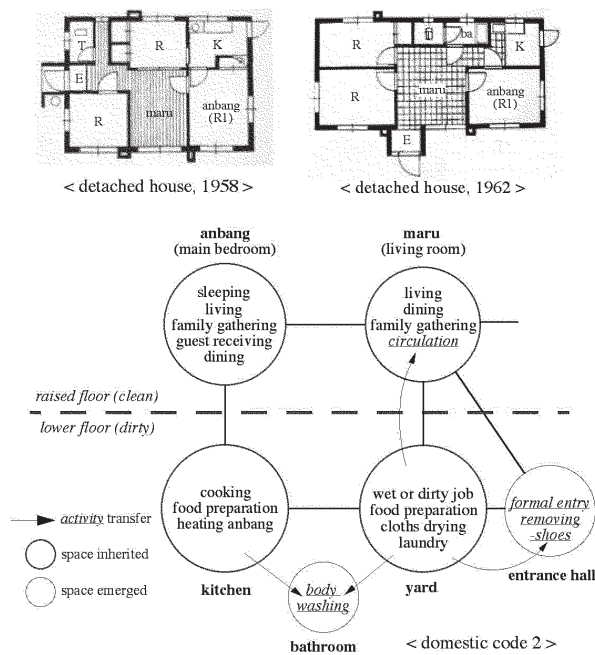 T
R
K
E
R
maru
anbang
(R1)
< detached house, 1958 >
R
ba
K
R
maru
anbang
(R1)
E
< detached house, 1962 >
anbang
(main bedroom)
maru
(living room)
sleeping
living
family gathering
guest receiving
dining
living
dining
family gathering
circulation
raised floor (clean)
lower floor (dirty)
cooking
food preparation
heating anbang
wet or dirty job
food preparation
cloths drying
laundry
formal entry
removing
-shoes
activity transfer
space inherited
space emerged
kitchen
body
washing
yard
entrance hall
bathroom
< domestic code 2 >